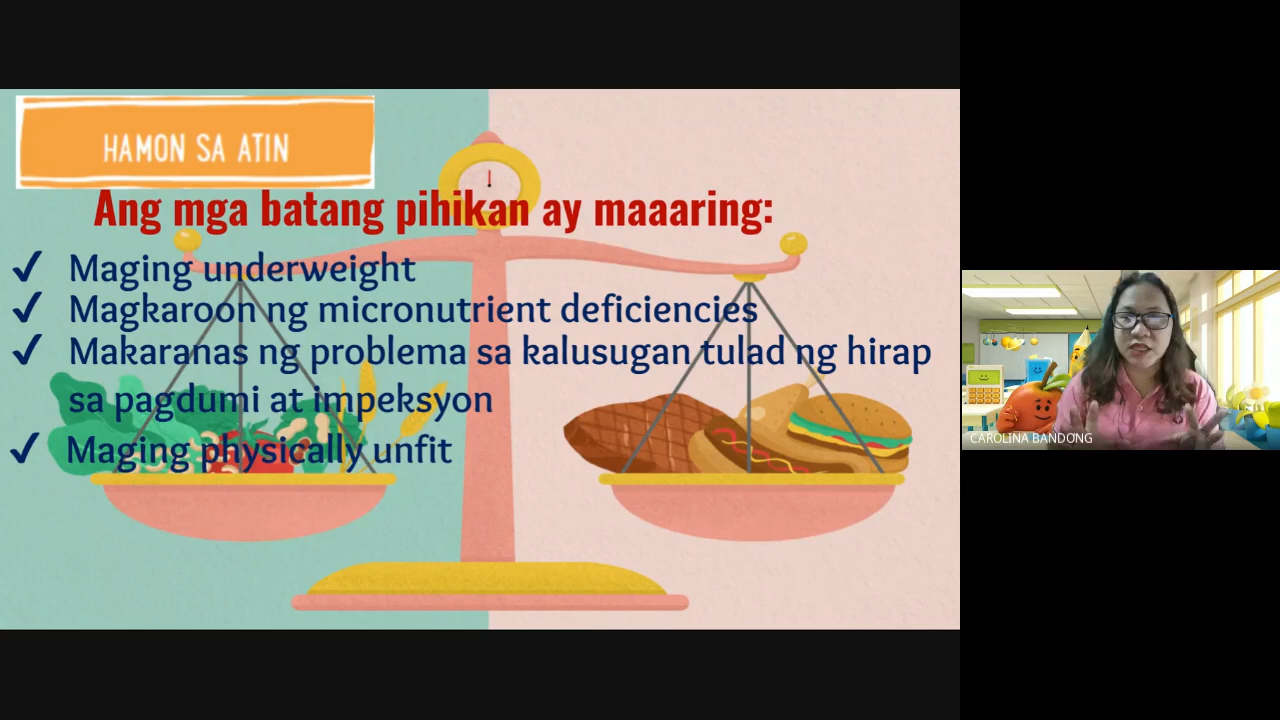 HAMON SA ATIN
Ang mga batang pihikan ay maaaring:
✓ Maging underweight
✓ Magkaroon ng micronutrient deficiencies
✓ Makaranas ng problema sa kalusugan tulad ng hirap
sa pagdumi at impeksyon
✓ Maging physically unfit
CAROLINA BANDONG